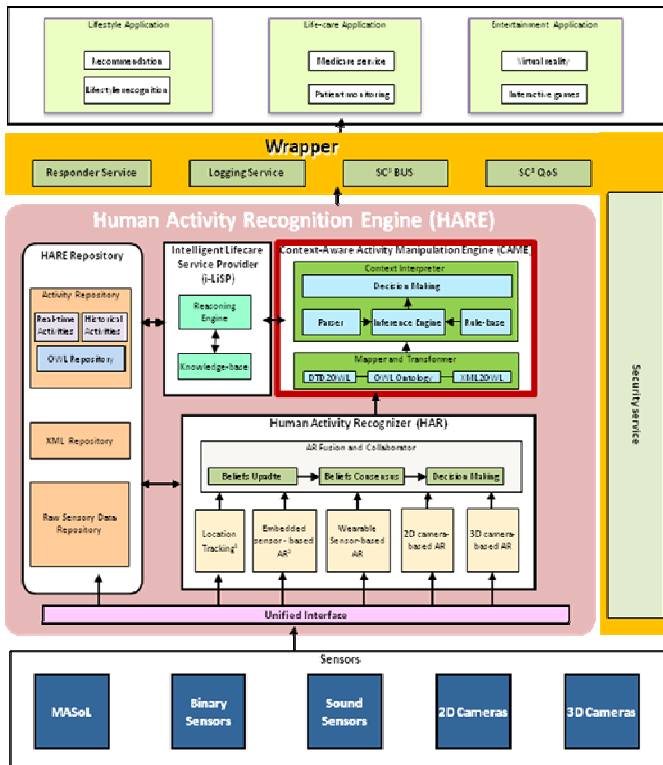 Lifestyle Application
Life-care Application
Entertainment Application
Recommendation
Lifestyle recognition
Medicare service
Patient monitoring
Virtual reality
Interactive games
Wrapper
Responder Service
Logging Service
SC³ BUS
SC³ QoS
Human Activity Recognition Engine (HARE)
HARE Repository
Activity Repository
Real-time
Activities
Historical
Activities
OWL Repository
XML Repository
Raw Sensory Data
Repository
Intelligent Lifecare
Service Provider
(i-LiSP)
Reasoning
Engine
Knowledge-base
Context-Aware Activity Manipulation Engine (CAME)
Context Interpreter
Decision Making
Parser
Inference Engine
Rule-base
Mapper and Transformer
DTD2OWL
OWL Ontology
XML2OWL
Human Activity Recognizer (HAR)
AR Fusion and Collaborator
Beliefs Upadte
Beliefs Consenses
Decision Making
Location
Tracking¹
Embedded
sensor - based
AR²
Wearable
Sensor-based
AR
2D camera-
based AR
3D camera
-based AR
Unified Interface
Security service
Sensors
MASoL
Binary
Sensors
Sound
Sensors
2D Cameras
3D Cameras